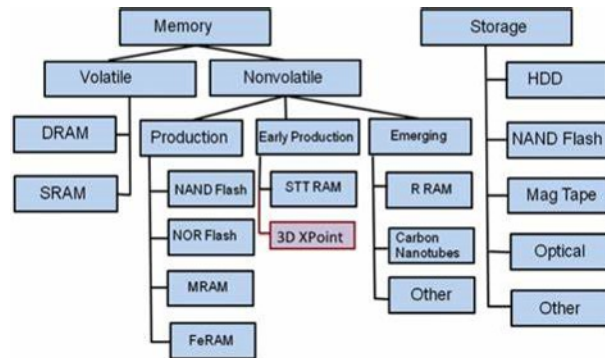 Memory
Storage
Volatile
Nonvolatile
HDD
DRAM
Production
Early Production
Emerging
NAND Flash
SRAM
NAND Flash
STT RAM
R RAM
Mag Tape
NOR Flash
3D XPoint
Carbon
Nanotubes
Optical
MRAM
Other
Other
FeRAM